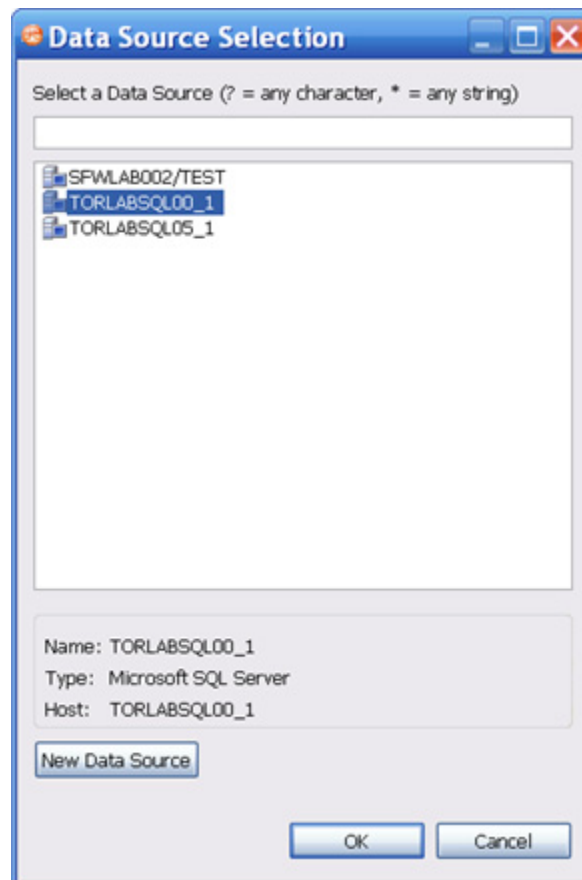 Data Source Selection
Select a Data Source (? = any character, * = any string)
SFWLAB002/TEST
TORLABSQL00_1
TORLABSQL05_1
Name: TORLABSQL00_1
Type: Microsoft SQL Server
Host: TORLABSQL00_1
New Data Source
OK Cancel